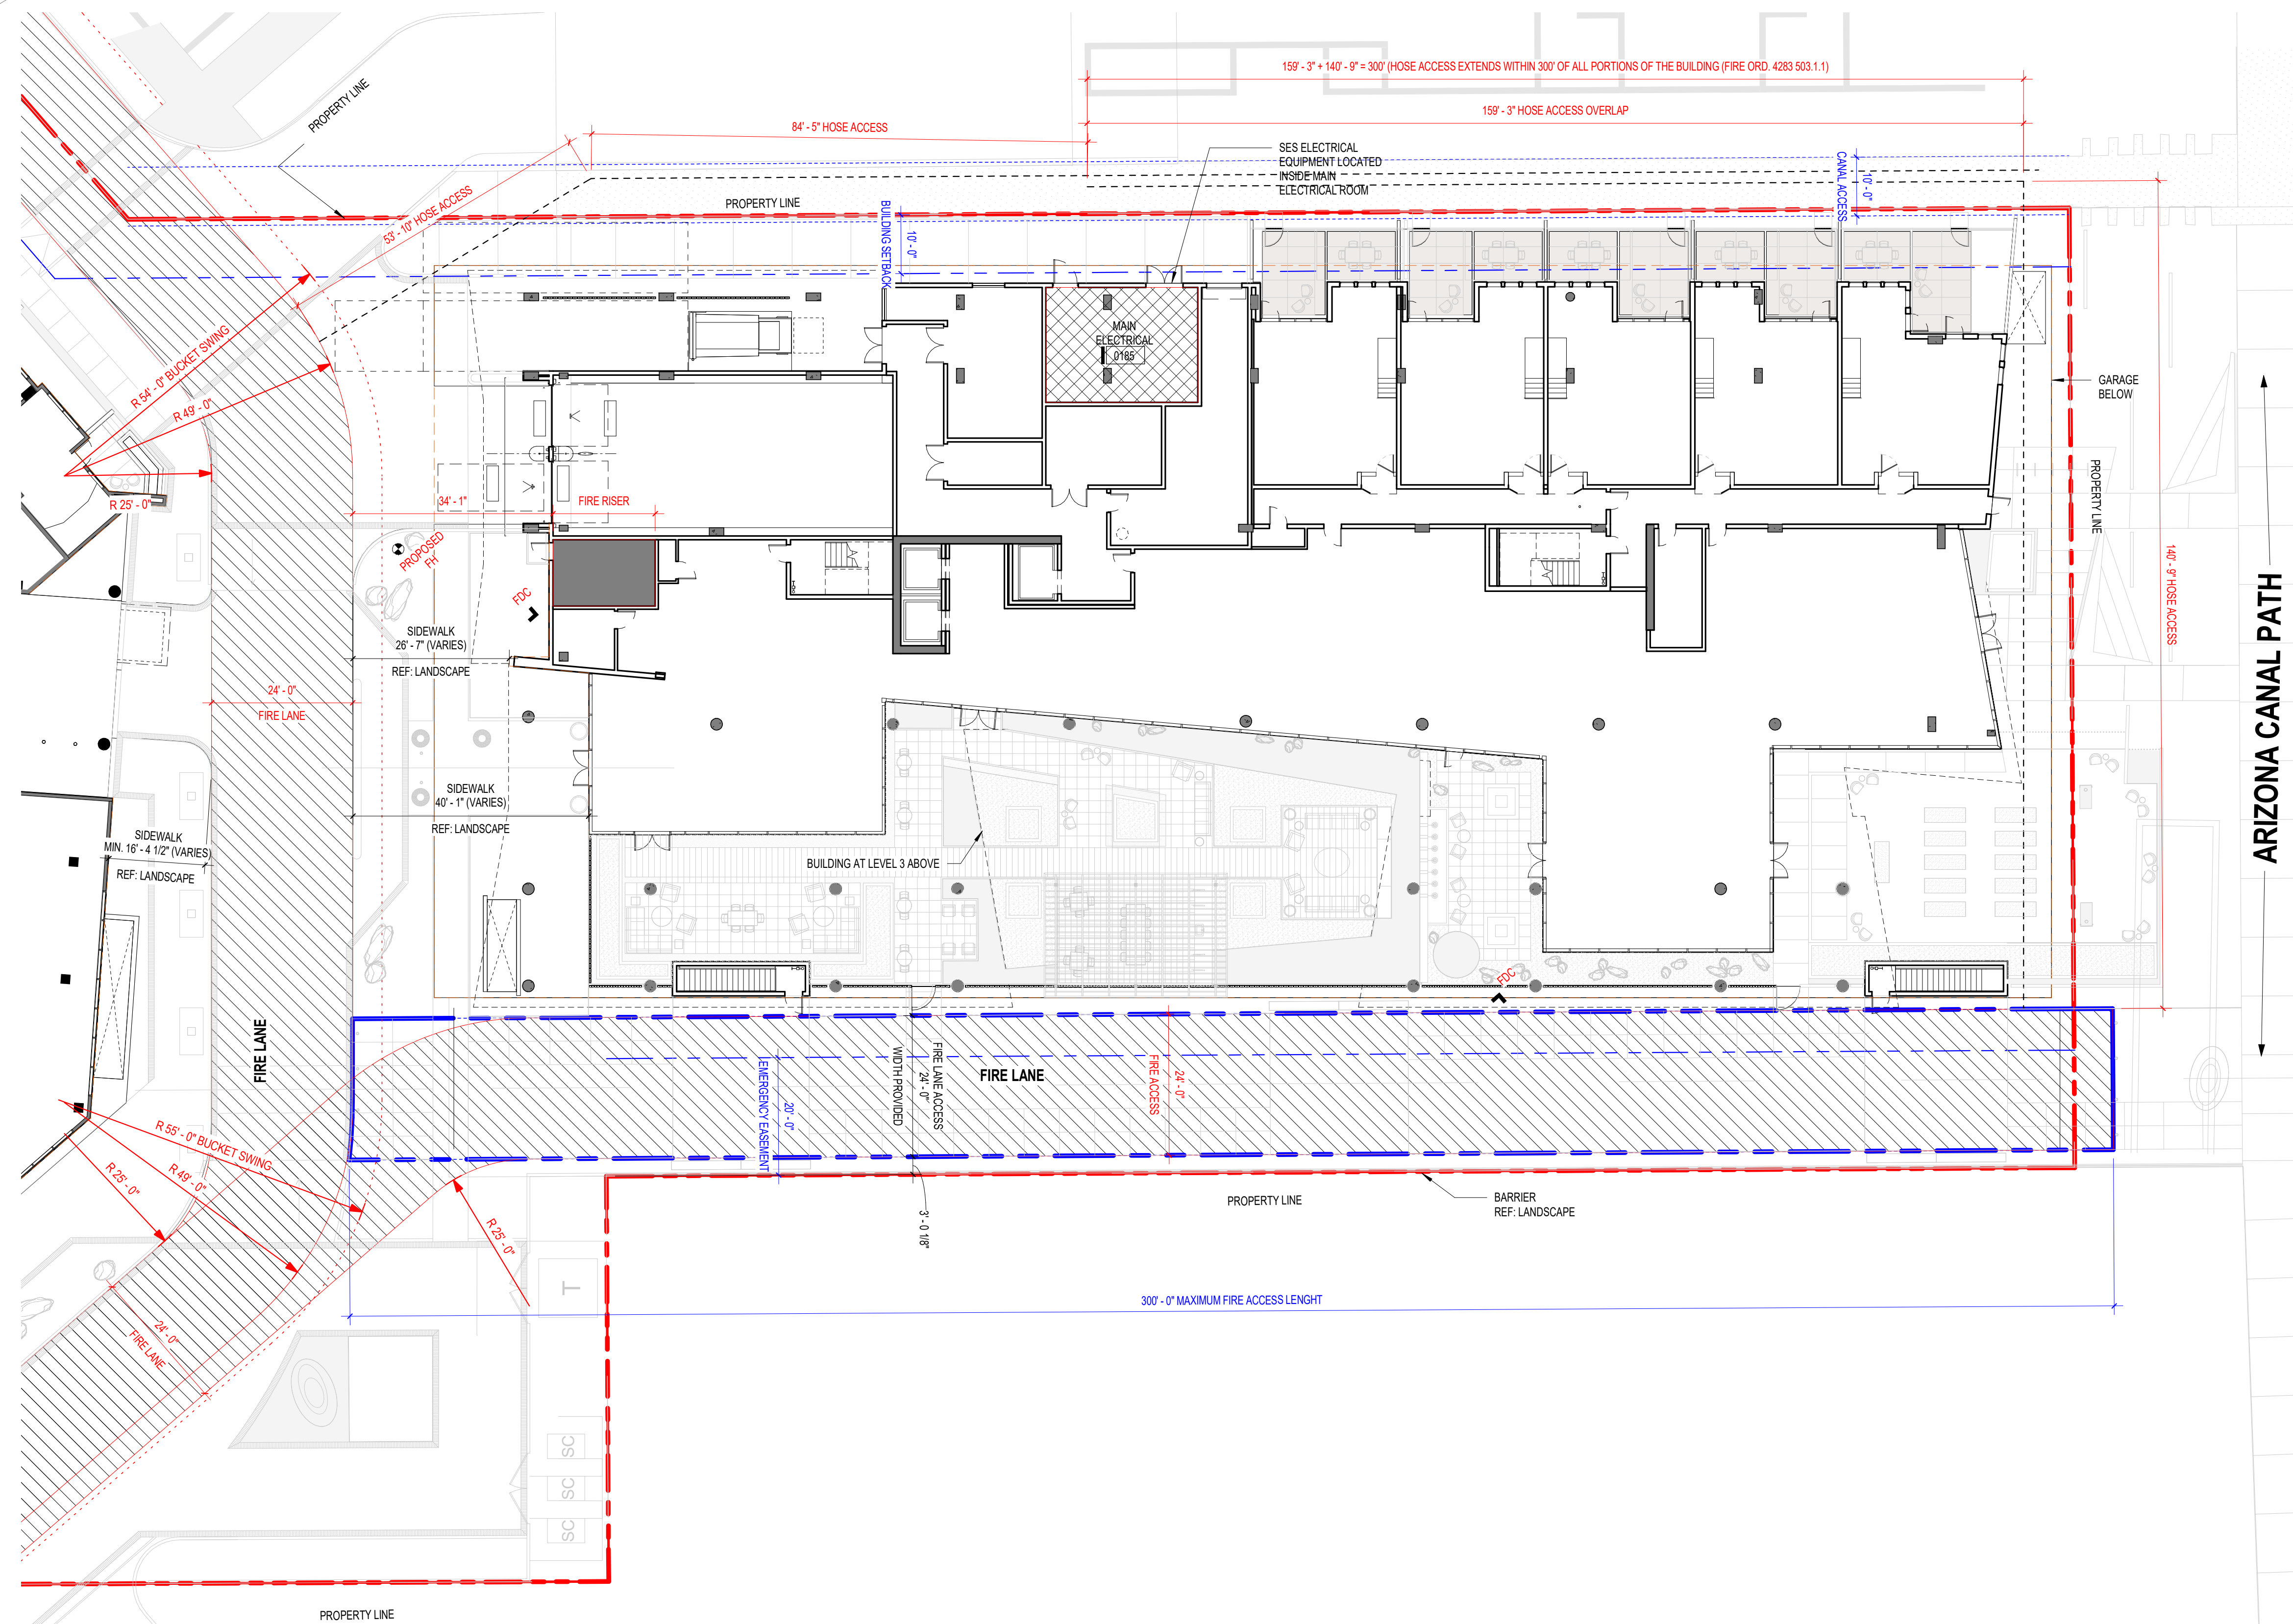 159' - 3" + 140' - 9" = 300' (HOSE ACCESS EXTENDS WITHIN 300' OF ALL PORTIONS OF THE BUILDING (FIRE ORD. 4283 503.1.1)
159' - 3" HOSE ACCESS OVERLAP
84' - 5" HOSE ACCESS
PROPERTY LINE
SES ELECTRICAL
EQUIPMENT LOCATED
INSIDE MAIN
ELECTRICAL ROOM
53' - 10" HOSE ACCESS
PROPERTY LINE
BUILDING SETBACK
10' - 0"
CANAL ACCESS
10' - 0"
R 54' - 0" BUCKET SWING
R 49' - 0"
R 25' - 0"
MAIN
ELECTRICAL
0185
GARAGE
BELOW
PROPERTY LINE
140' - 9" HOSE ACCESS
ARIZONA CANAL PATH
34' - 1"
FIRE RISER
PROPOSED
FH
FDC
SIDEWALK
26' - 7" (VARIES)
REF: LANDSCAPE
24' - 0"
FIRE LANE
SIDEWALK
40' - 1" (VARIES)
REF: LANDSCAPE
SIDEWALK
MIN. 16' - 4 1/2" (VARIES)
REF: LANDSCAPE
BUILDING AT LEVEL 3 ABOVE
FDC
FIRE LANE
EMERGENCY EASEMENT
20' - 0"
FIRE LANE ACCESS
24' - 0"
WIDTH PROVIDED
FIRE LANE
FIRE ACCESS
24' - 0"
R 55' - 0" BUCKET SWING
R 49' - 0"
R 25' - 0"
R 25' - 0"
3' - 0 1/8"
PROPERTY LINE
BARRIER
REF: LANDSCAPE
T
300' - 0" MAXIMUM FIRE ACCESS LENGHT
24' - 0"
FIRE LANE
SC
SC
SC
PROPERTY LINE